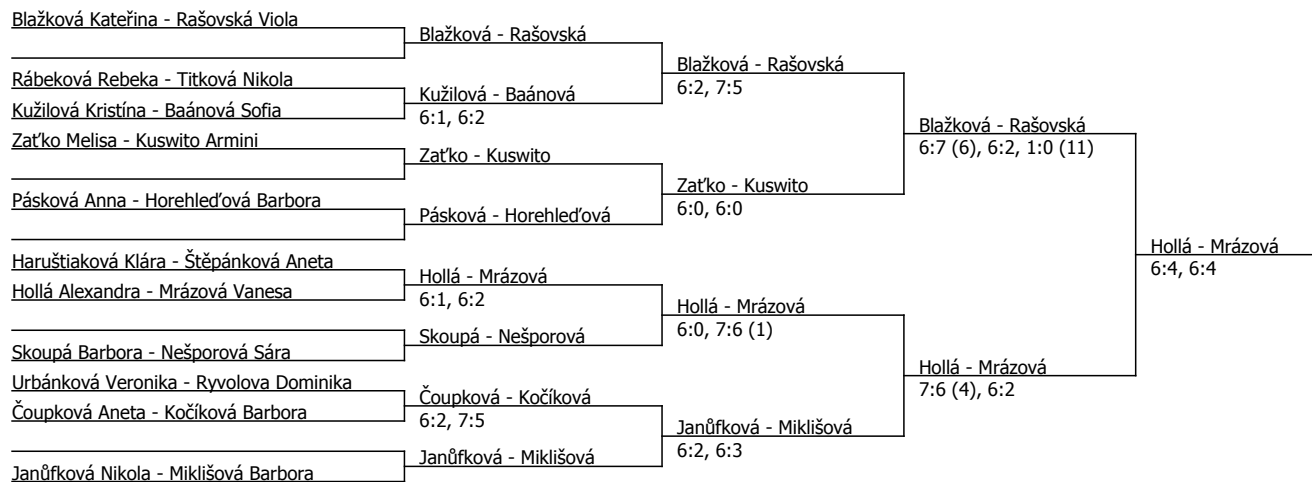 Blažková Kateřina - Rašovská Viola
Blažková - Rašovská
Blažková - Rašovská
6:2, 7:5
Rábeková Rebeka - Titková Nikola
Kužilová - Baánová
Kužilová Kristína - Baánová Sofia
6:1, 6:2
Blažková - Rašovská
6:7 (6), 6:2, 1:0 (11)
Zaťko Melisa - Kuswito Armini
Zaťko - Kuswito
Zaťko - Kuswito
6:0, 6:0
Pásková Anna - Horehleďová Barbora
Pásková - Horehleďová
Hollá - Mrázová
6:4, 6:4
Haruštiaková Klára - Štěpánková Aneta
Hollá - Mrázová
Hollá Alexandra - Mrázová Vanesa
6:1, 6:2
Hollá - Mrázová
6:0, 7:6 (1)
Skoupá - Nešporová
Skoupá Barbora - Nešporová Sára
Hollá - Mrázová
7:6 (4), 6:2
Urbánková Veronika - Ryvolova Dominika
Čoupková - Kočíková
Čoupková Aneta - Kočíková Barbora
6:2, 7:5
Janůfková - Miklišová
6:2, 6:3
Janůfková - Miklišová
Janůfková Nikola - Miklišová Barbora